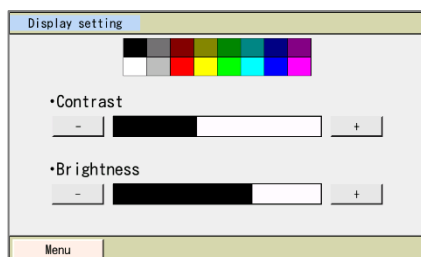 Display setting
・Contrast
- +
・Brightness
- +
Menu